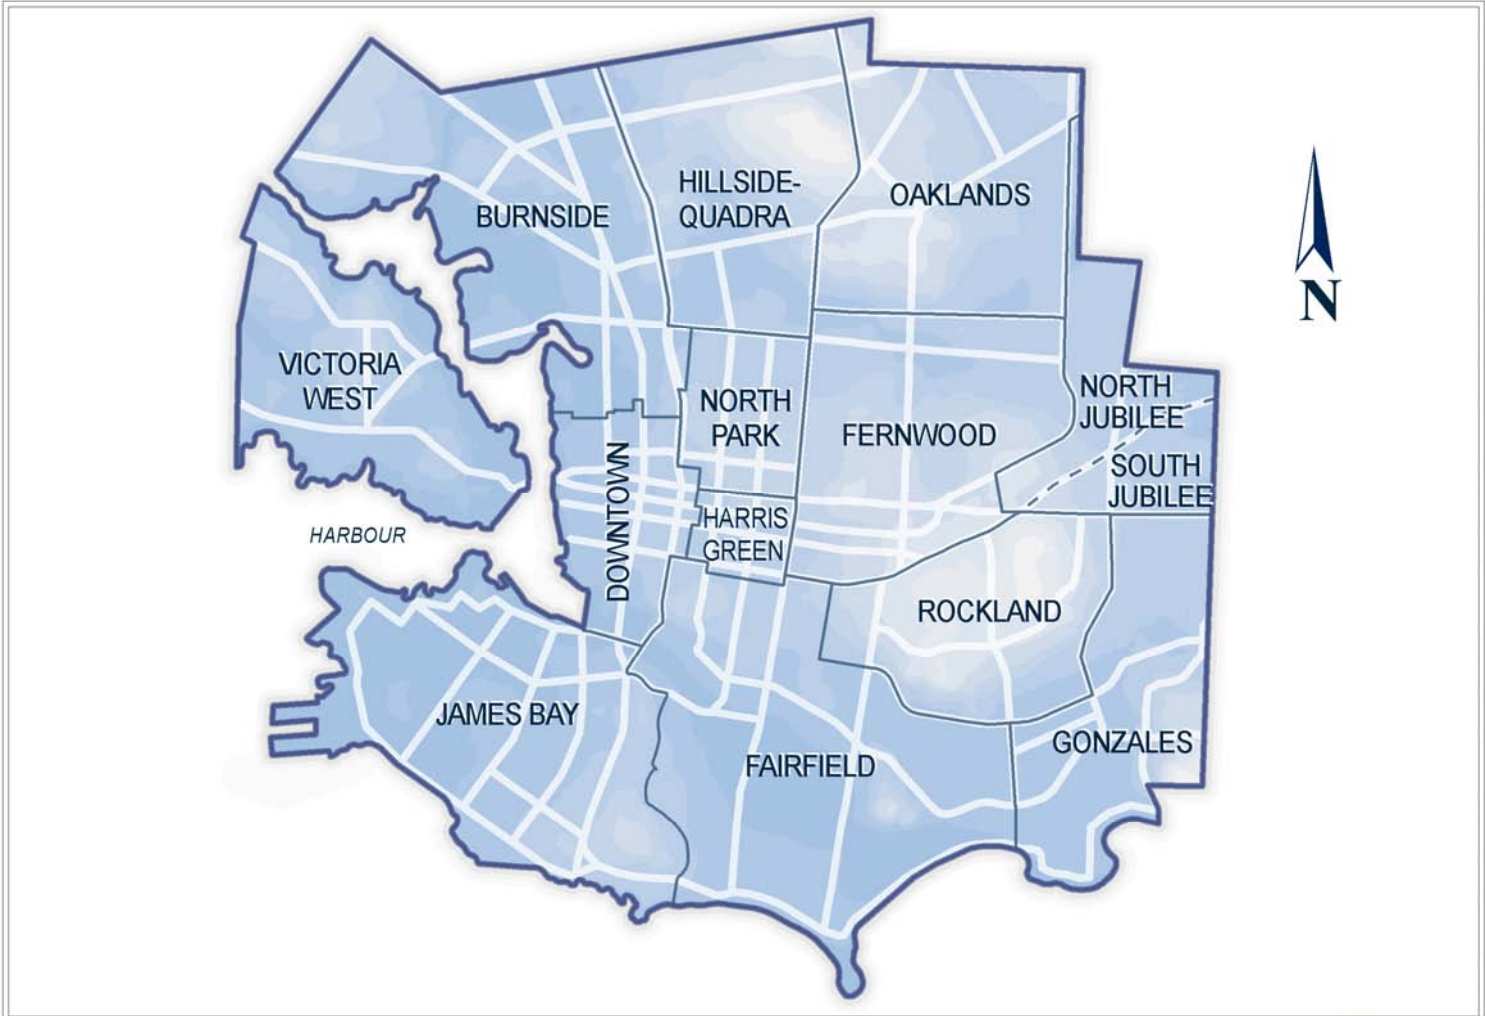 HILLSIDE-
QUADRA
OAKLANDS
BURNSIDE
N
VICTORIA
WEST
NORTH
JUBILEE
NORTH
PARK
FERNWOOD
SOUTH
JUBILEE
DOWNTOWN
HARRIS
GREEN
HARBOUR
ROCKLAND
JAMES BAY
GONZALES
FAIRFIELD